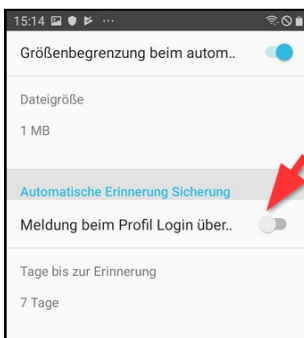 15:14 ...
Größenbegrenzung beim autom..
Dateigröße
1 MB
Automatische Erinnerung Sicherung
Meldung beim Profil Login über..
Tage bis zur Erinnerung
7 Tage